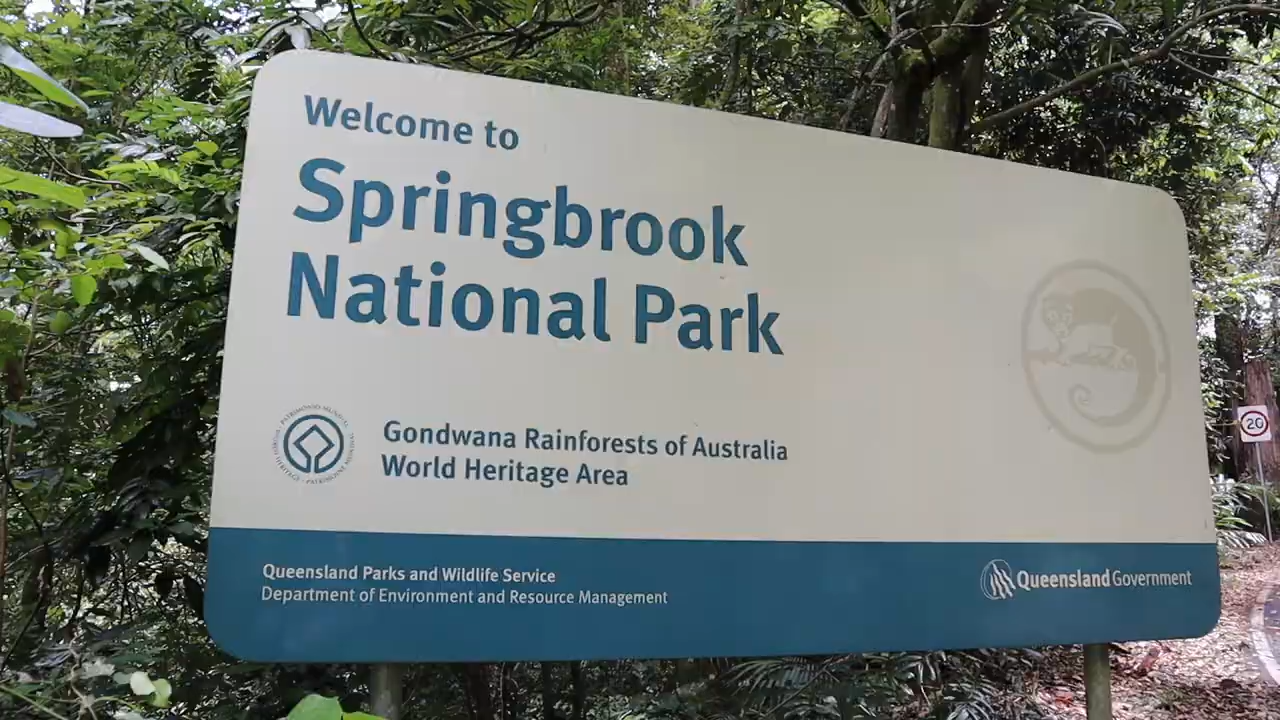 Welcome to
Springbrook
National Park
Gondwana Rainforests of Australia
World Heritage Area
Queensland Parks and Wildlife Service
Department of Environment and Resource Management
Queensland Government
20